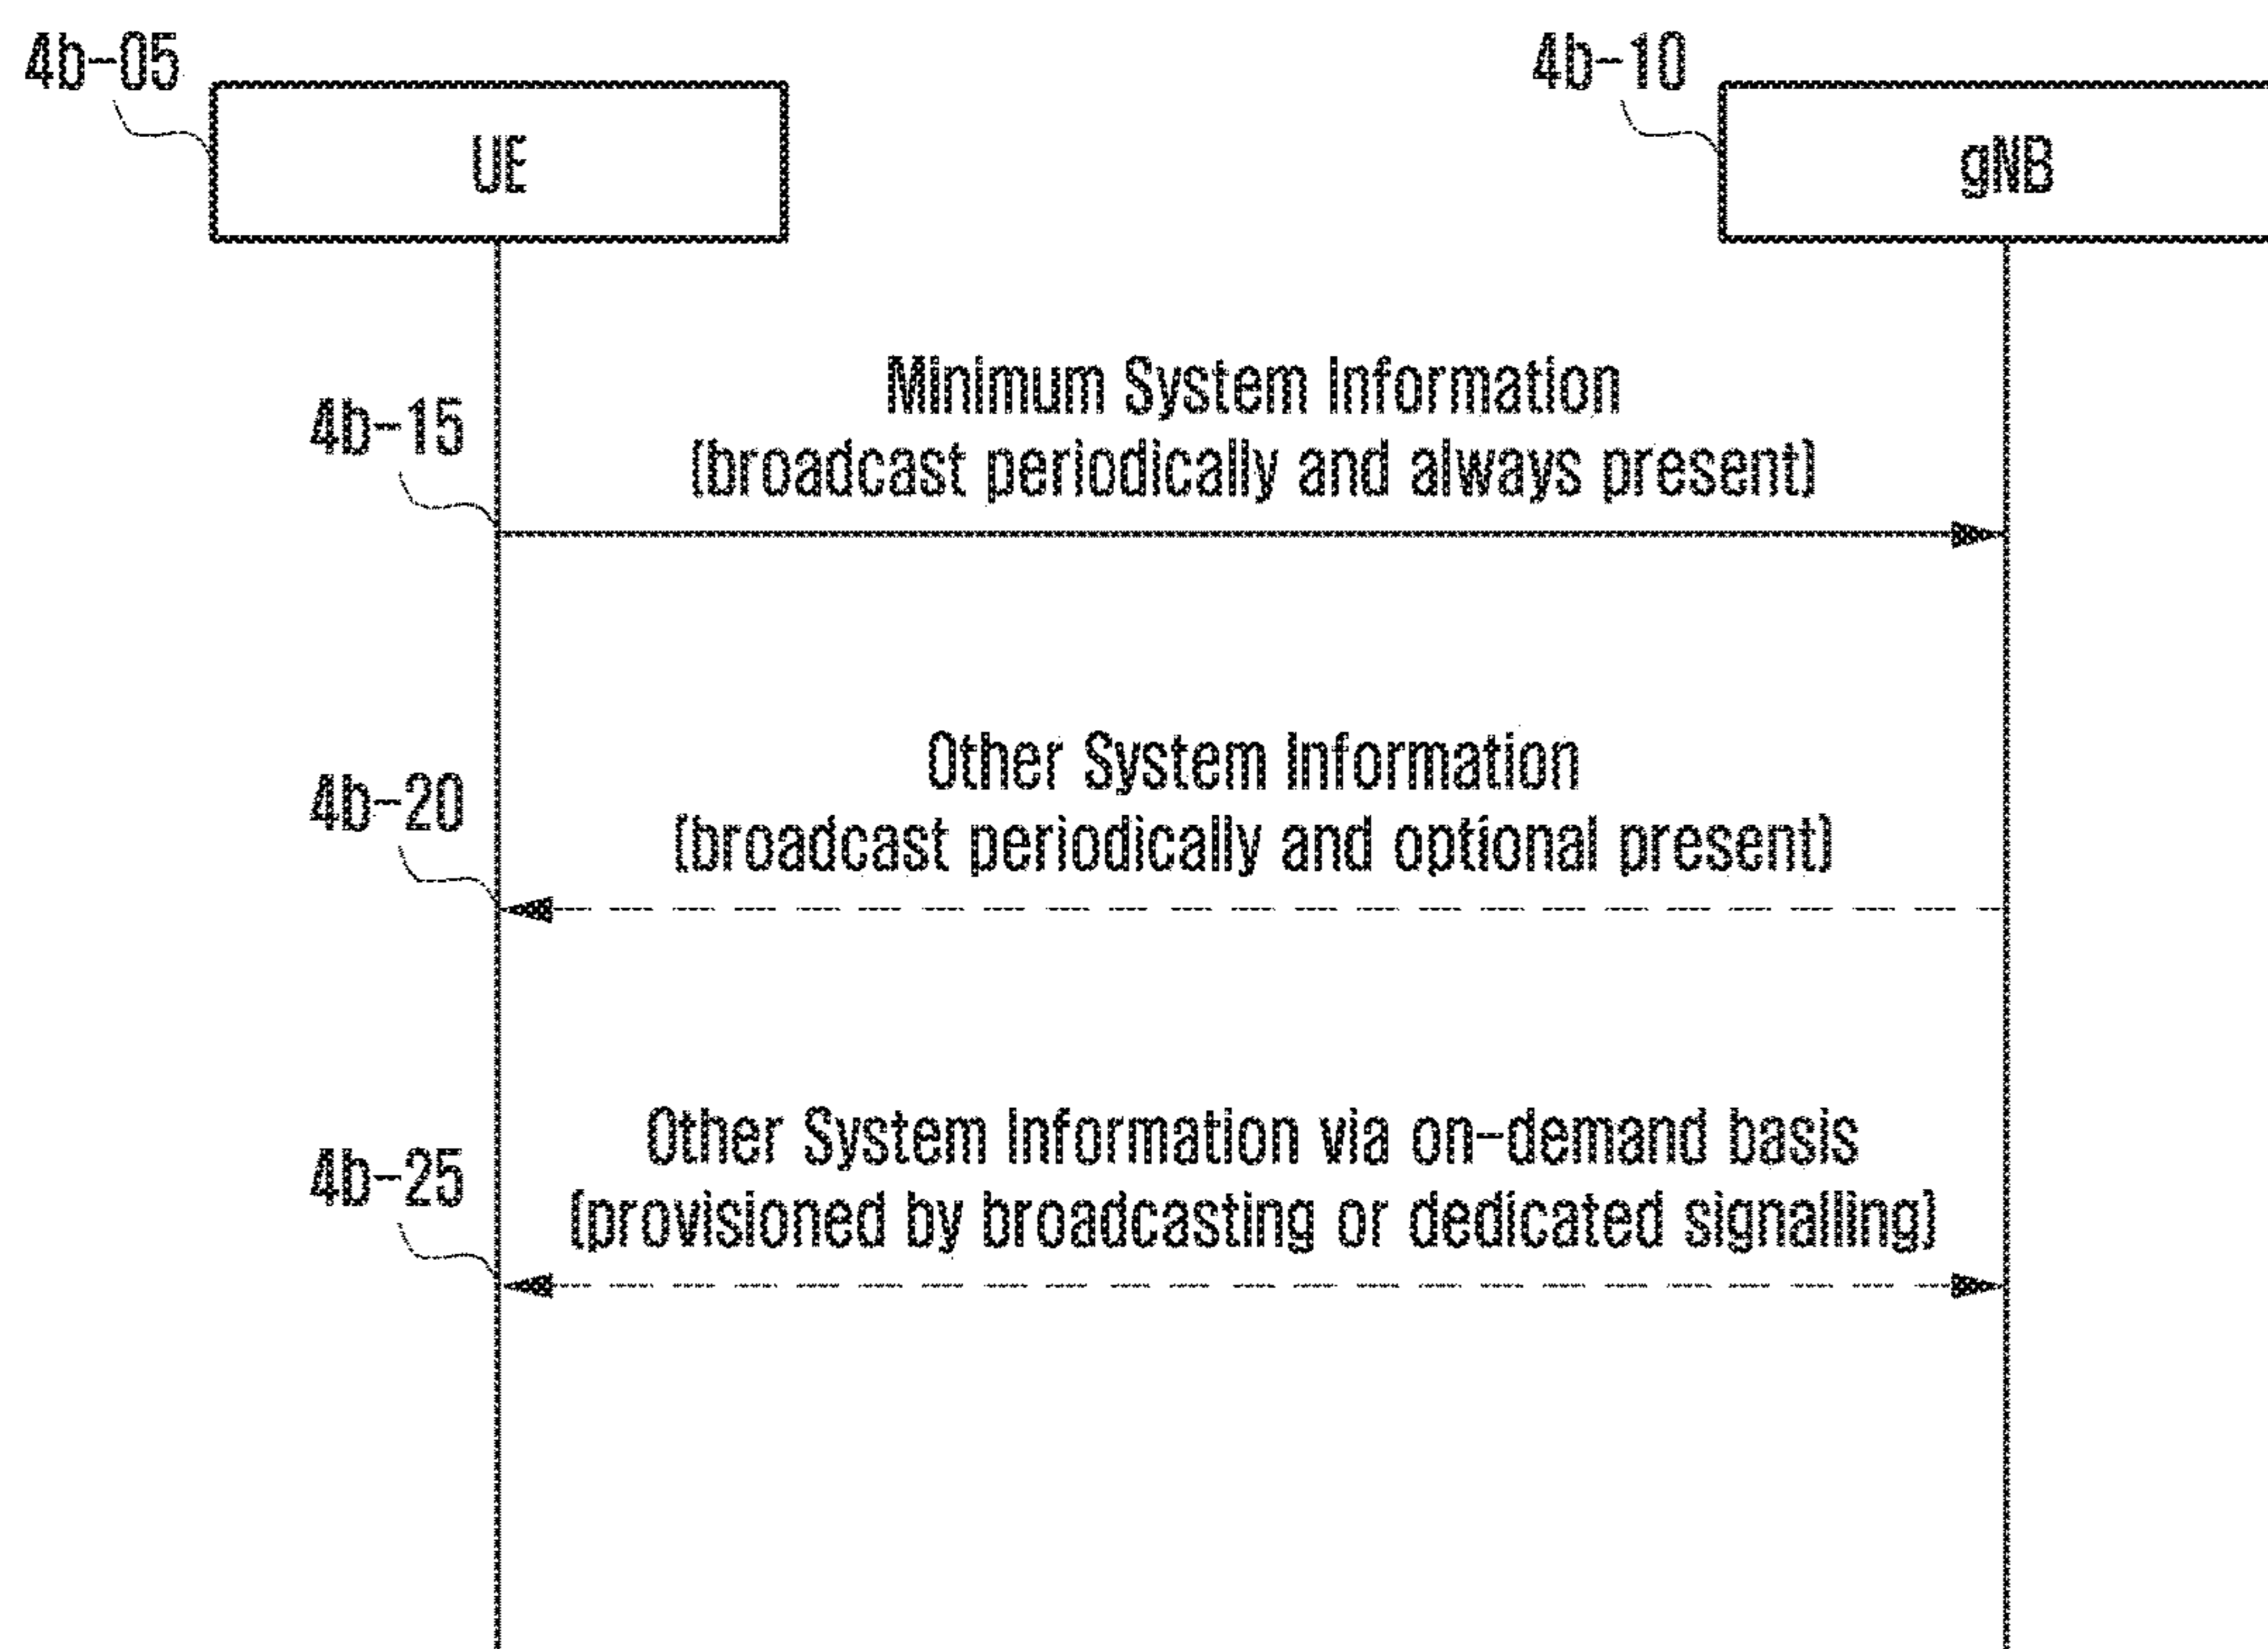 4b-05
UE
4b-10
gNB
4b-15
Minimum System Information
(broadcast periodically and always present)
4b-20
Other System Information
(broadcast periodically and optional present)
4b-25
Other System Information via on-demand basis
(provisioned by broadcasting or dedicated signalling)